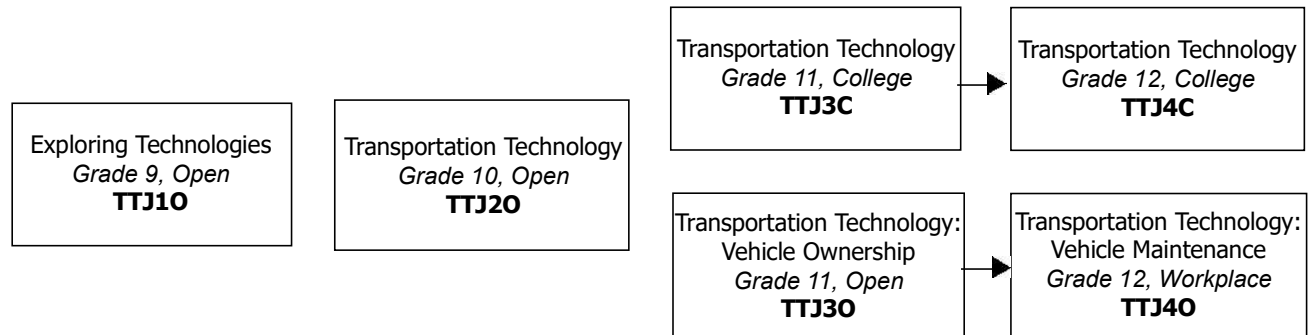 Exploring Technologies
Grade 9, Open
TTJ1O
Transportation Technology
Grade 10, Open
TTJ2O
Transportation Technology
Grade 11, College
TTJ3C
Transportation Technology
Grade 12, College
TTJ4C
Transportation Technology:
Vehicle Ownership
Grade 11, Open
TTJ3O
Transportation Technology:
Vehicle Maintenance
Grade 12, Workplace
TTJ4O